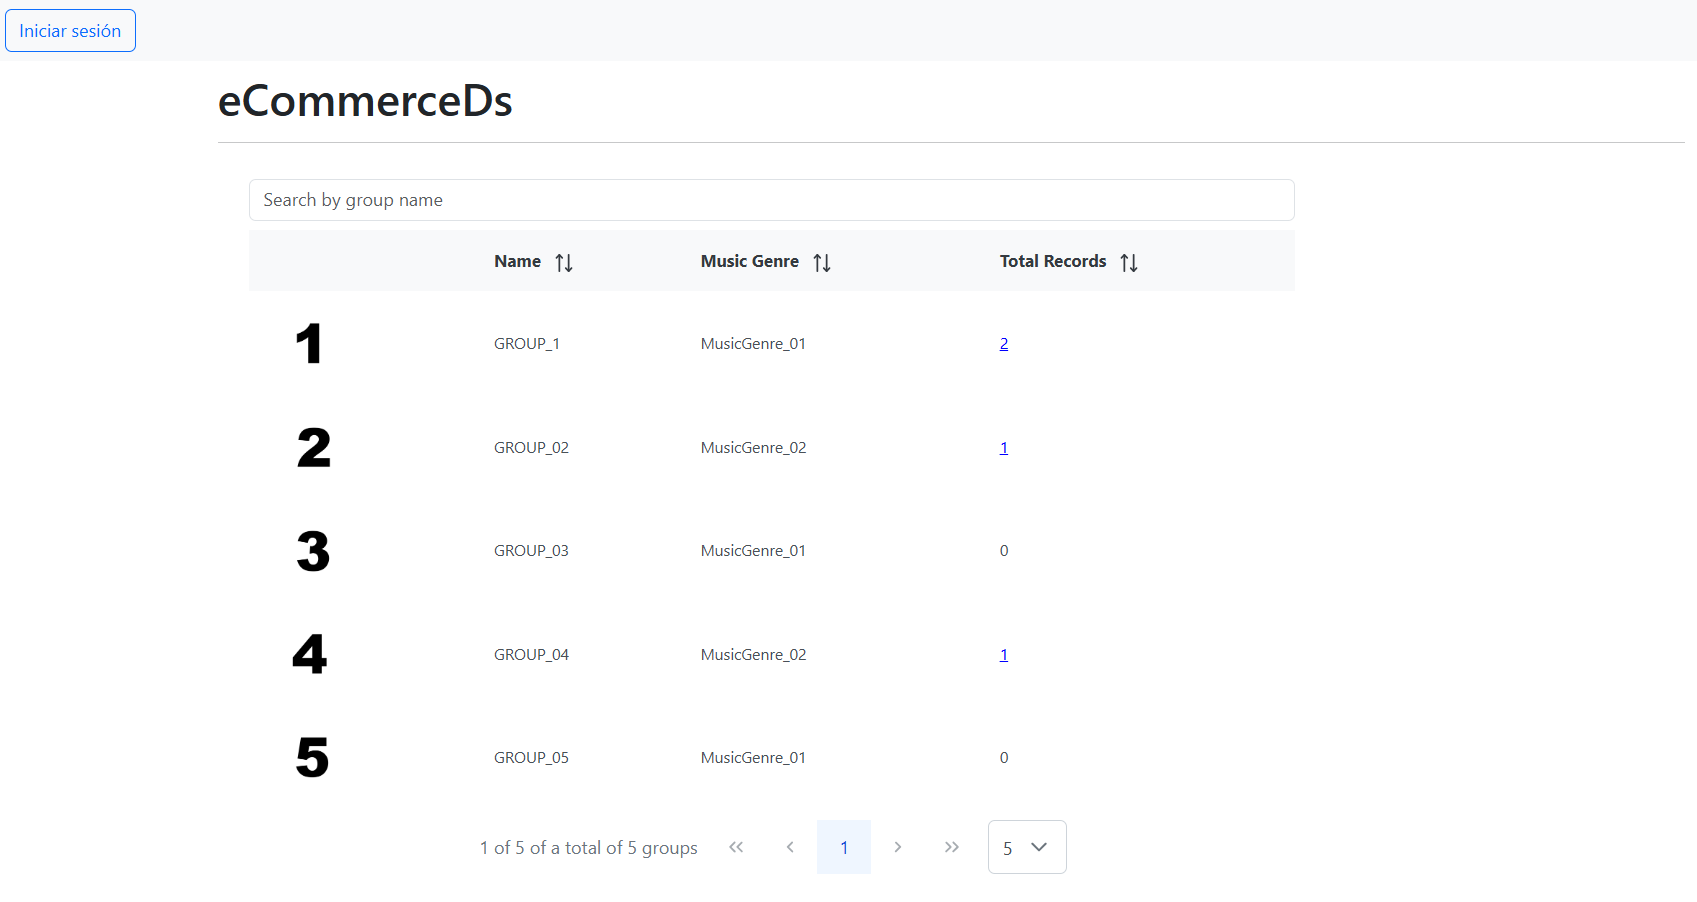 Iniciar sesión
eCommerceDs
Search by group name
Name Music Genre Total Records
1 GROUP_1 MusicGenre_01 2
2 GROUP_02 MusicGenre_02 1
3 GROUP_03 MusicGenre_01 0
4 GROUP_04 MusicGenre_02 1
5 GROUP_05 MusicGenre_01 0
1 of 5 of a total of 5 groups « ‹ 1 › » 5